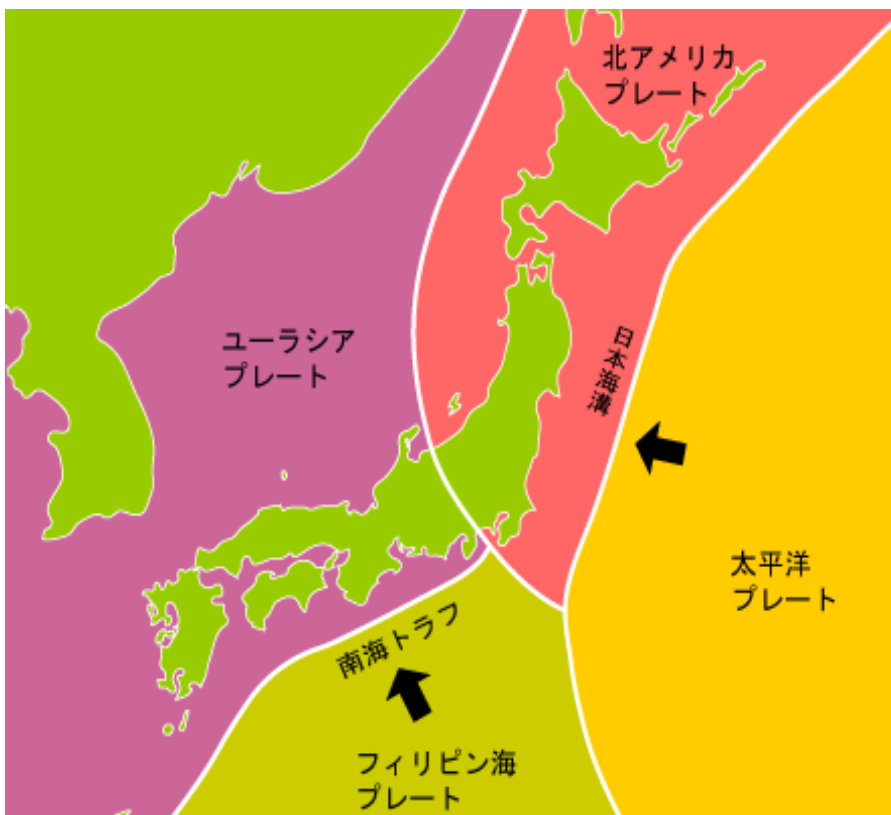 北アメリカ
プレート
ユーラシア
プレート
日本海溝
太平洋
プレート
南海トラフ
フィリピン海
プレート